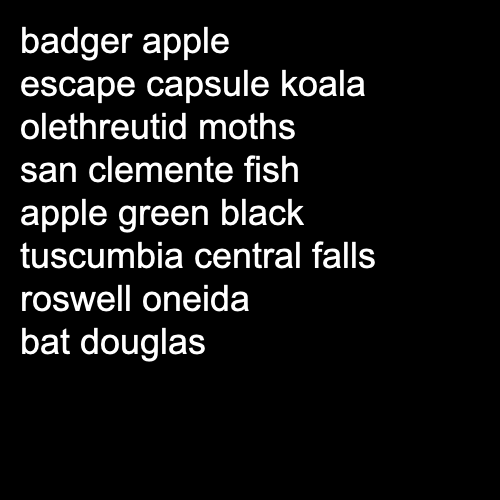 badger apple
escape capsule koala
olethreutid moths
san clemente fish
apple green black
tuscumbia central falls
roswell oneida
bat douglas